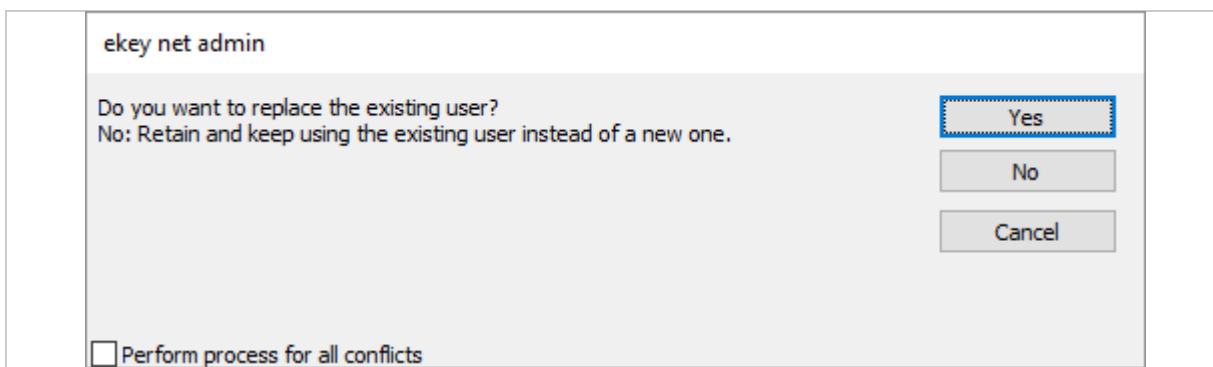 ekey net admin
Do you want to replace the existing user?
No: Retain and keep using the existing user instead of a new one.
Yes
No
Cancel
Perform process for all conflicts